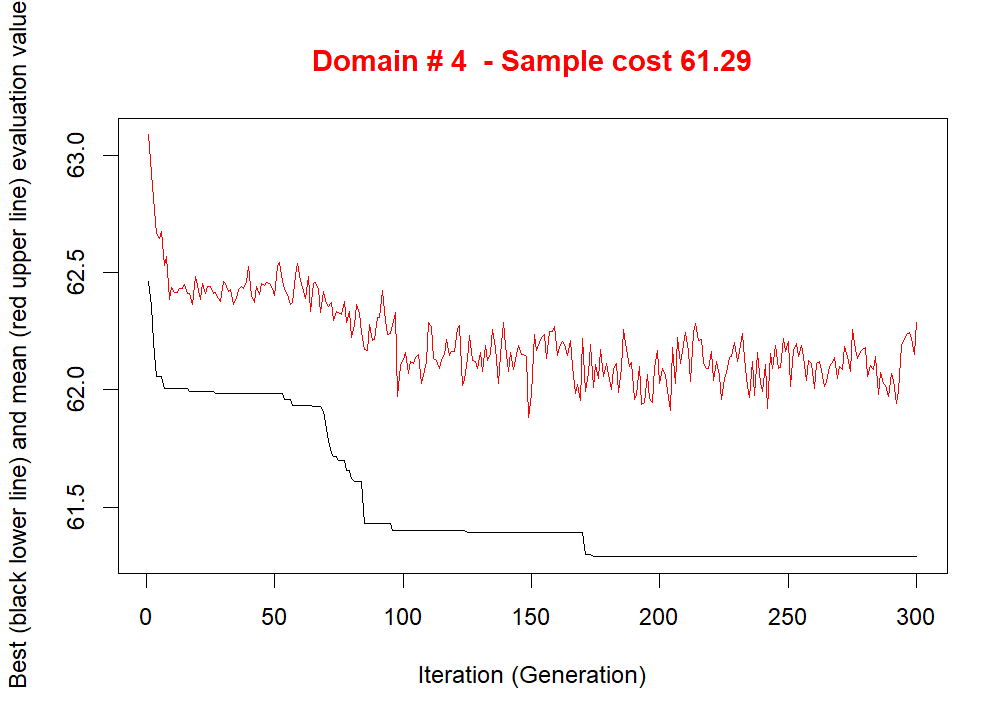 Domain # 4  - Sample cost 61.29
Best (black lower line) and mean (red upper line) evaluation value
63.0
62.5
62.0
61.5
0 50 100 150 200 250 300
Iteration (Generation)